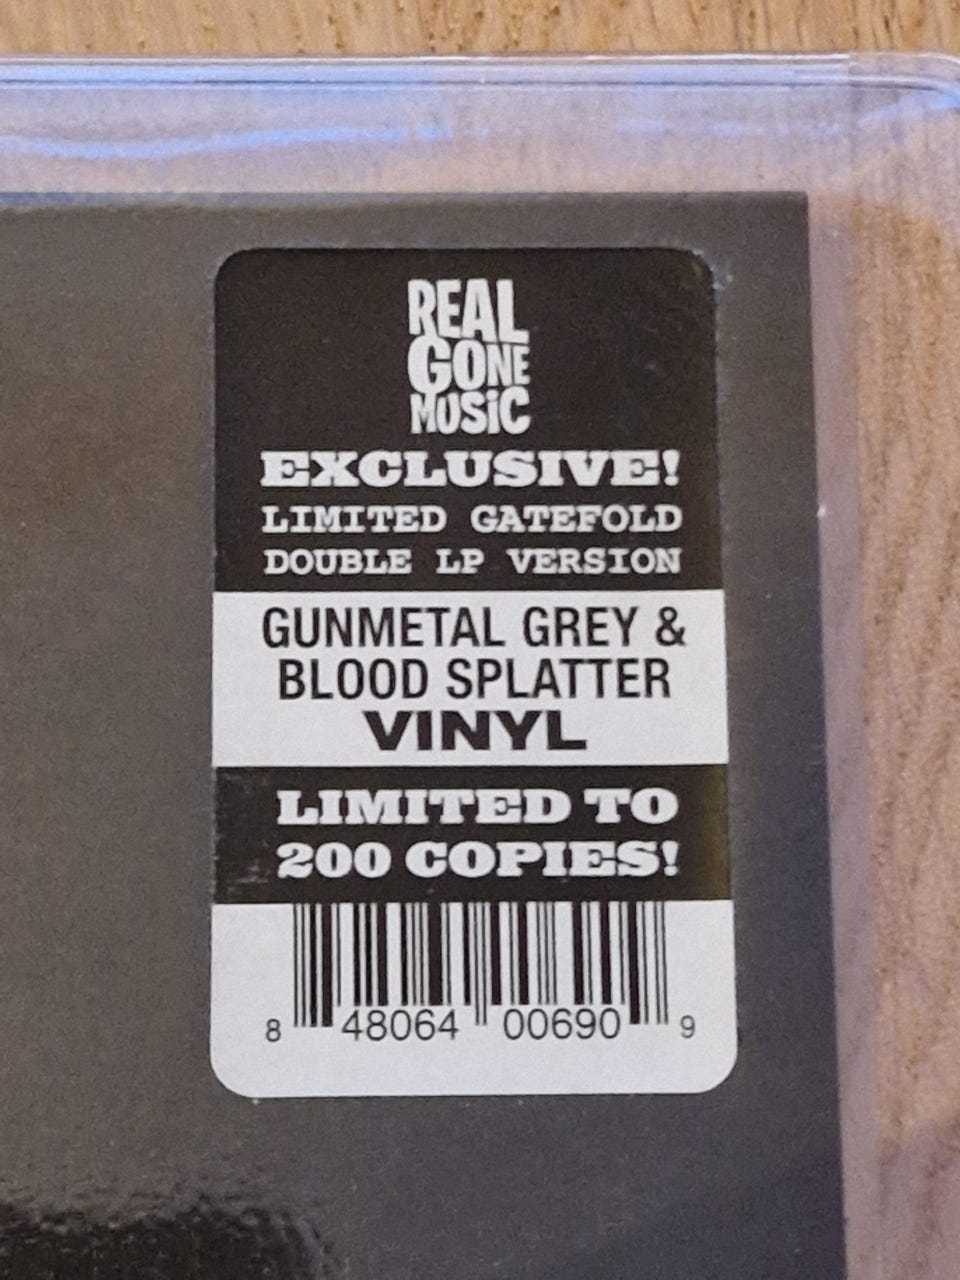 REAL
GONE
MUSiC
EXCLUSIVE!
LIMITED GATEFOLD
DOUBLE LP VERSION
GUNMETAL GREY &
BLOOD SPLATTER
VINYL
LIMITED TO
200 COPIES!
8 48064 00690 9